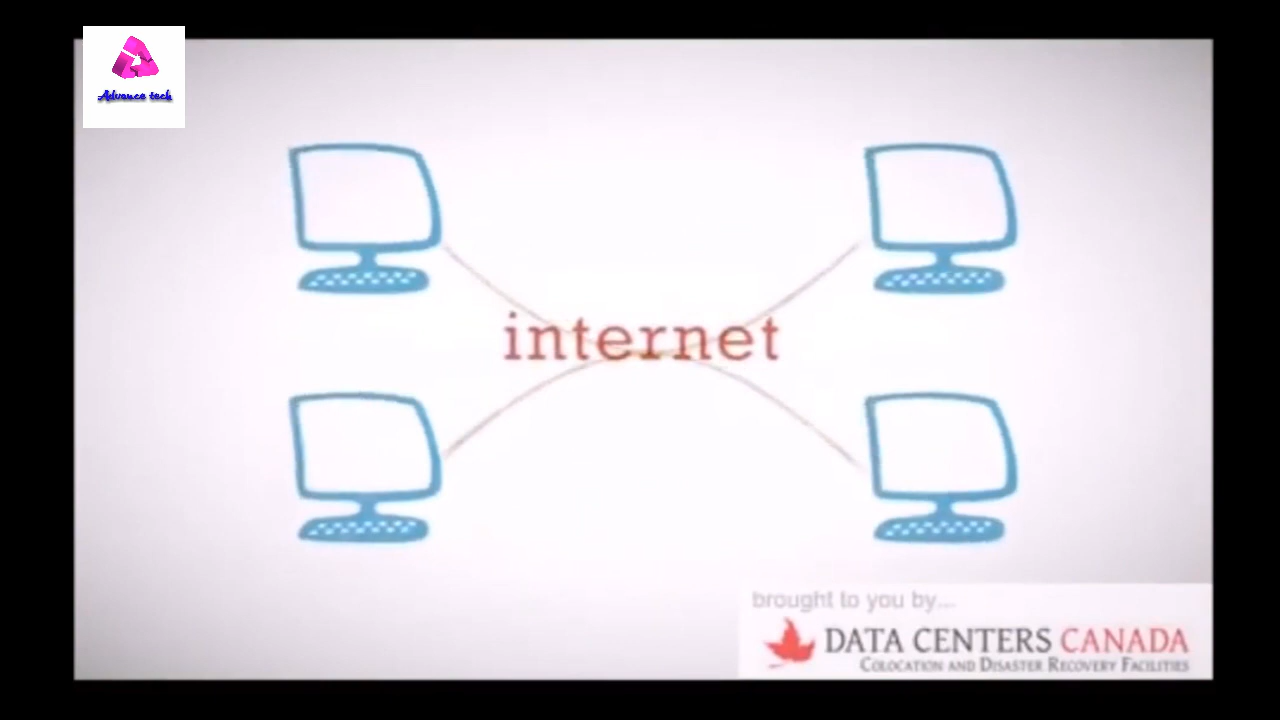 Advance tech
internet
brought to you by...
DATA CENTERS CANADA
COLOCATION AND DISASTER RECOVERY FACILITIES